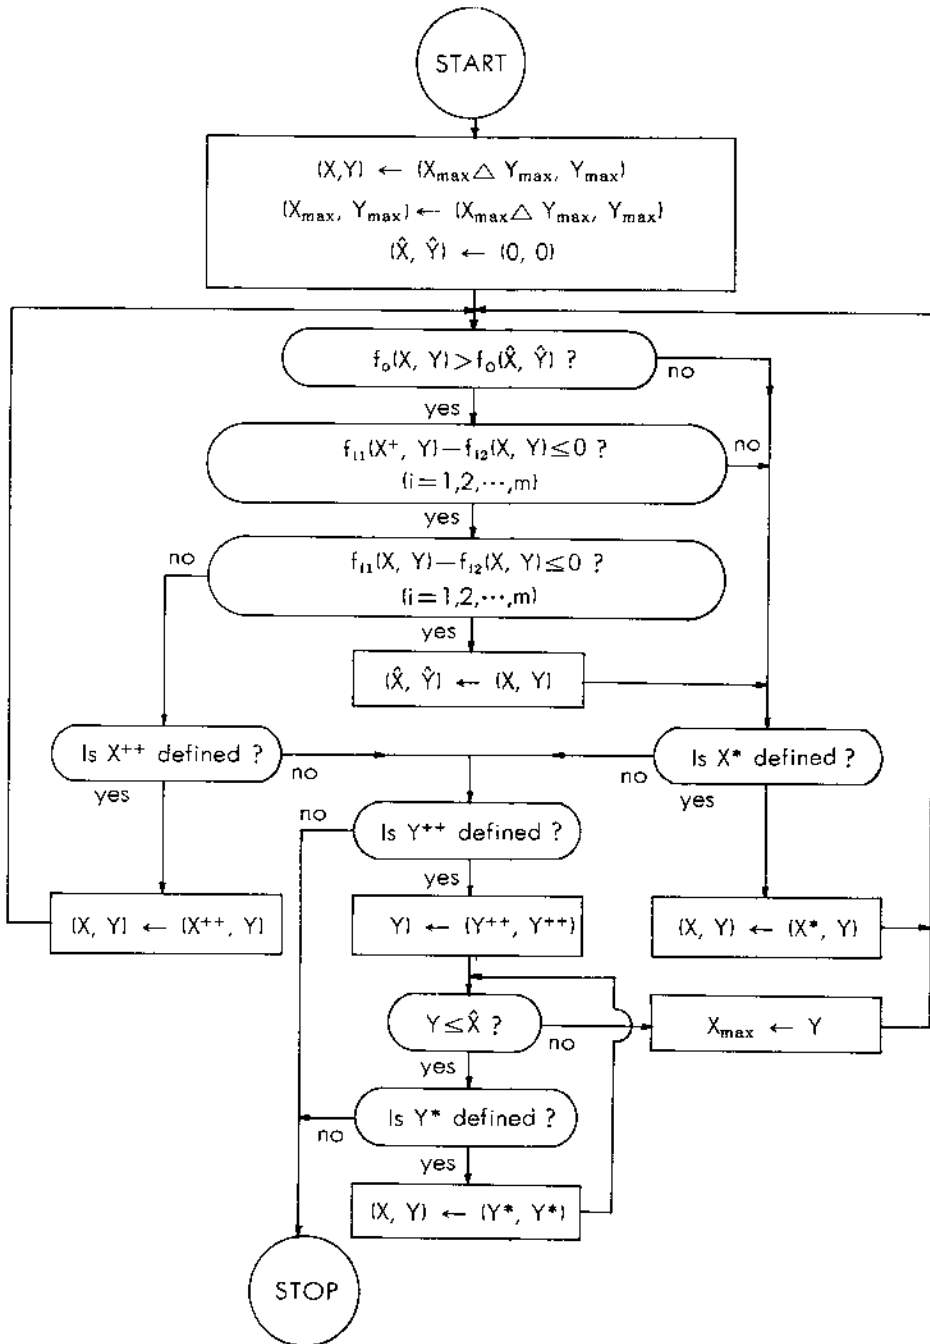 START
(X,Y) ← (X_max △ Y_max, Y_max)
(X_max, Y_max) ← (X_max △ Y_max, Y_max)
(X̂, Ŷ) ← (0, 0)
f_o(X, Y) > f_o(X̂, Ŷ) ?
no
yes
f_i1(X⁺, Y) — f_i2(X, Y) ≤ 0 ?
(i = 1,2,⋯,m)
no
yes
f_i1(X, Y) — f_i2(X, Y) ≤ 0 ?
(i = 1,2,⋯,m)
no
yes
(X̂, Ŷ) ← (X, Y)
Is X⁺⁺ defined ?
no
yes
Is X* defined ?
no
yes
Is Y⁺⁺ defined ?
no
yes
(X, Y) ← (X⁺⁺, Y)
Y) ← (Y⁺⁺, Y⁺⁺)
(X, Y) ← (X*, Y)
Y ≤ X̂ ?
no
X_max ← Y
yes
Is Y* defined ?
no
yes
(X, Y) ← (Y*, Y*)
STOP